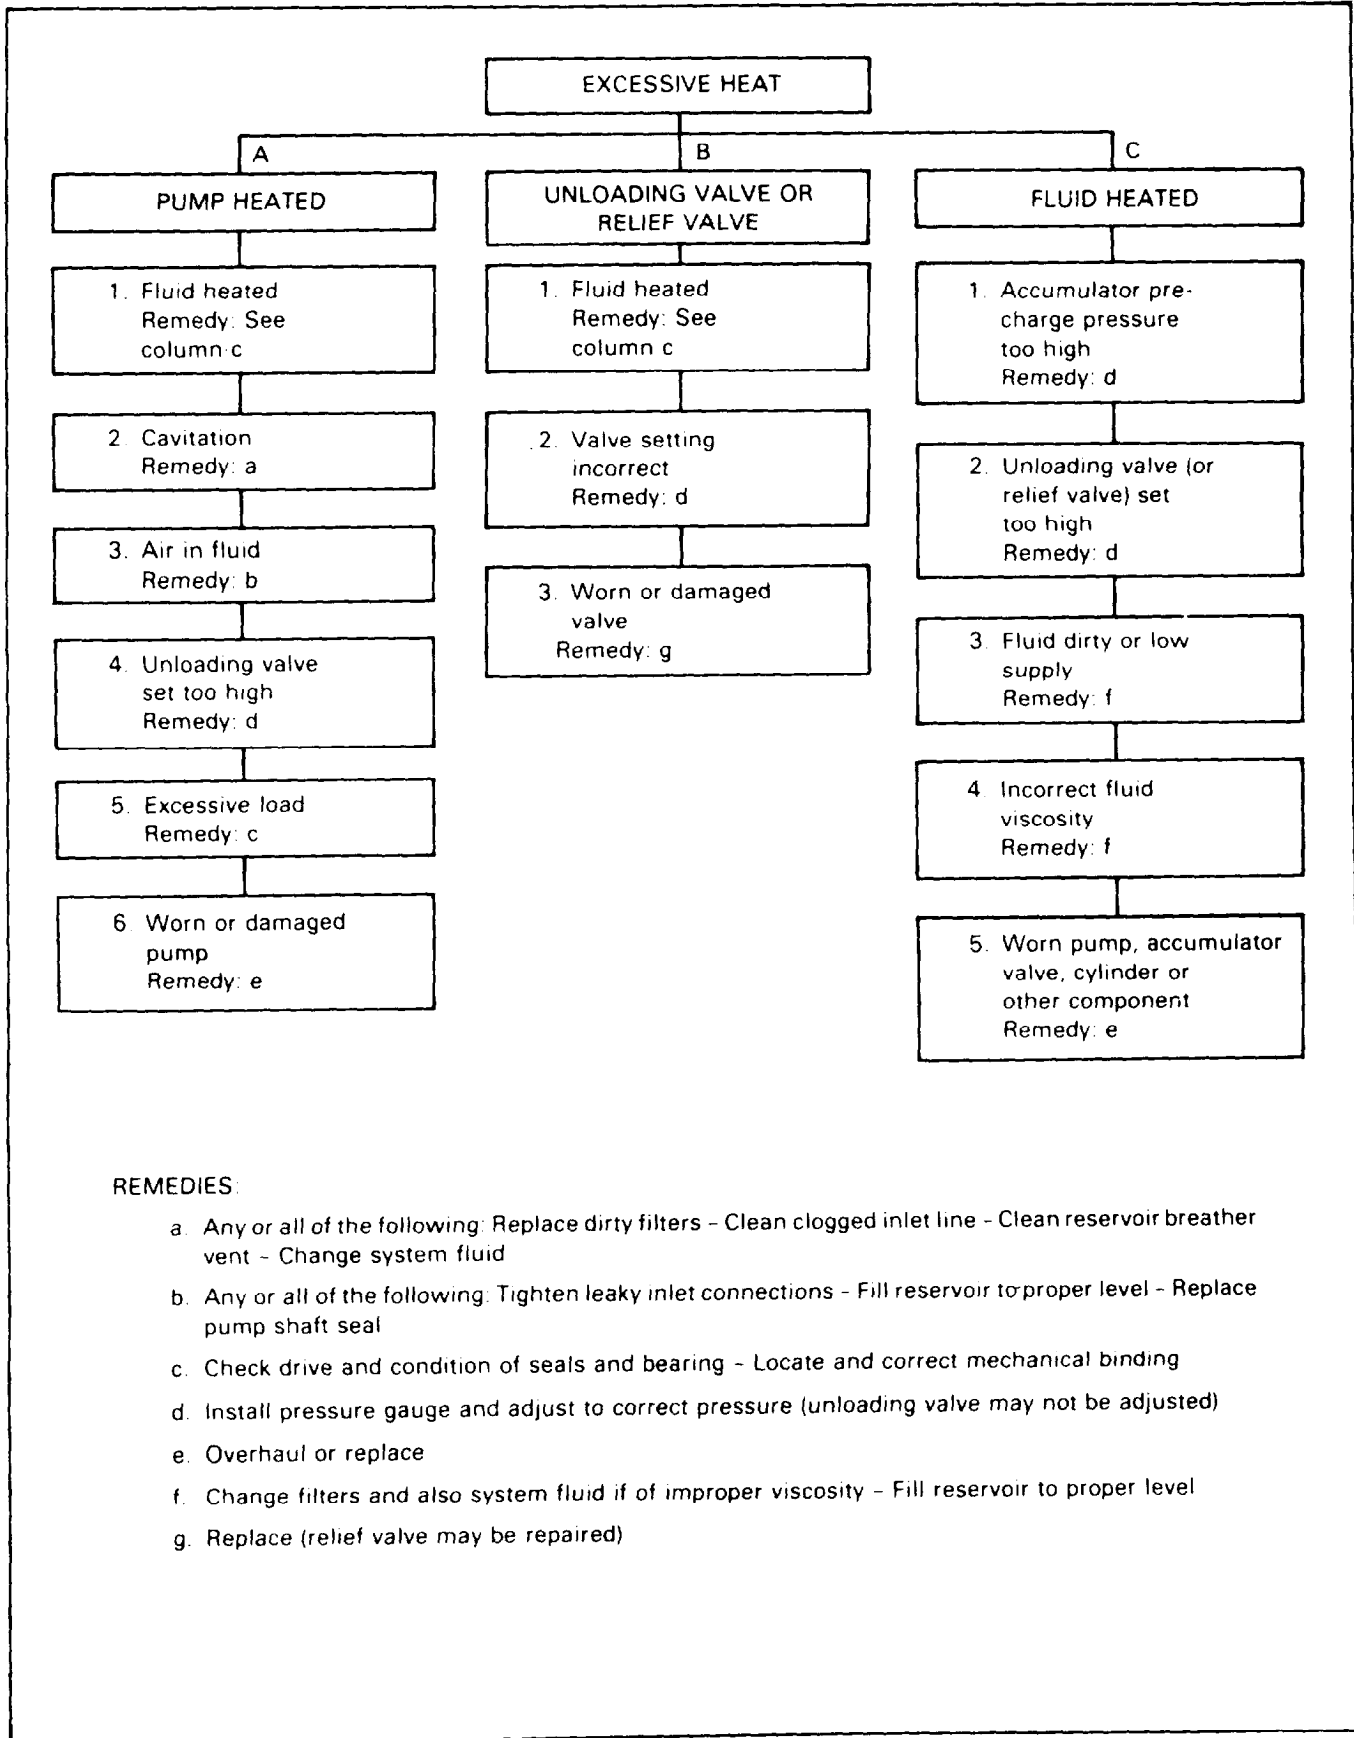 EXCESSIVE HEAT
A
PUMP HEATED
1. Fluid heated
Remedy: See
column c
2. Cavitation
Remedy: a
3. Air in fluid
Remedy: b
4. Unloading valve
set too high
Remedy: d
5. Excessive load
Remedy: c
6. Worn or damaged
pump
Remedy: e
B
UNLOADING VALVE OR
RELIEF VALVE
1. Fluid heated
Remedy: See
column c
2. Valve setting
incorrect
Remedy: d
3. Worn or damaged
valve
Remedy: g
C
FLUID HEATED
1. Accumulator pre-
charge pressure
too high
Remedy: d
2. Unloading valve (or
relief valve) set
too high
Remedy: d
3. Fluid dirty or low
supply
Remedy: f
4. Incorrect fluid
viscosity
Remedy: f
5. Worn pump, accumulator
valve, cylinder or
other component
Remedy: e
REMEDIES:
a. Any or all of the following: Replace dirty filters – Clean clogged inlet line – Clean reservoir breather
vent – Change system fluid
b. Any or all of the following: Tighten leaky inlet connections – Fill reservoir to proper level – Replace
pump shaft seal
c. Check drive and condition of seals and bearing – Locate and correct mechanical binding
d. Install pressure gauge and adjust to correct pressure (unloading valve may not be adjusted)
e. Overhaul or replace
f. Change filters and also system fluid if of improper viscosity – Fill reservoir to proper level
g. Replace (relief valve may be repaired)